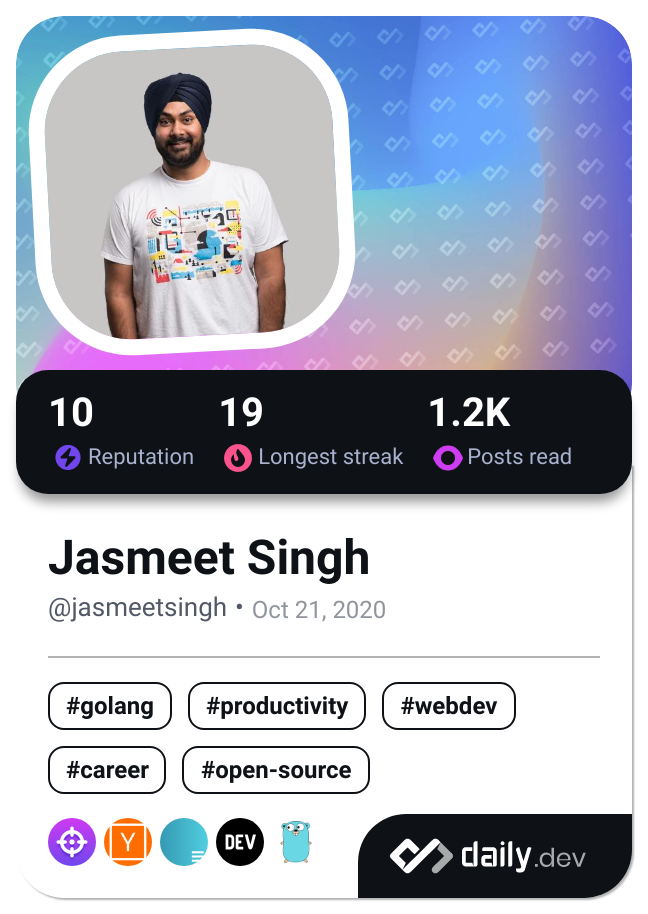 10 19 1.2K
Reputation Longest streak Posts read
Jasmeet Singh
@jasmeetsingh • Oct 21, 2020
#golang #productivity #webdev
#career #open-source
Y DEV
daily.dev